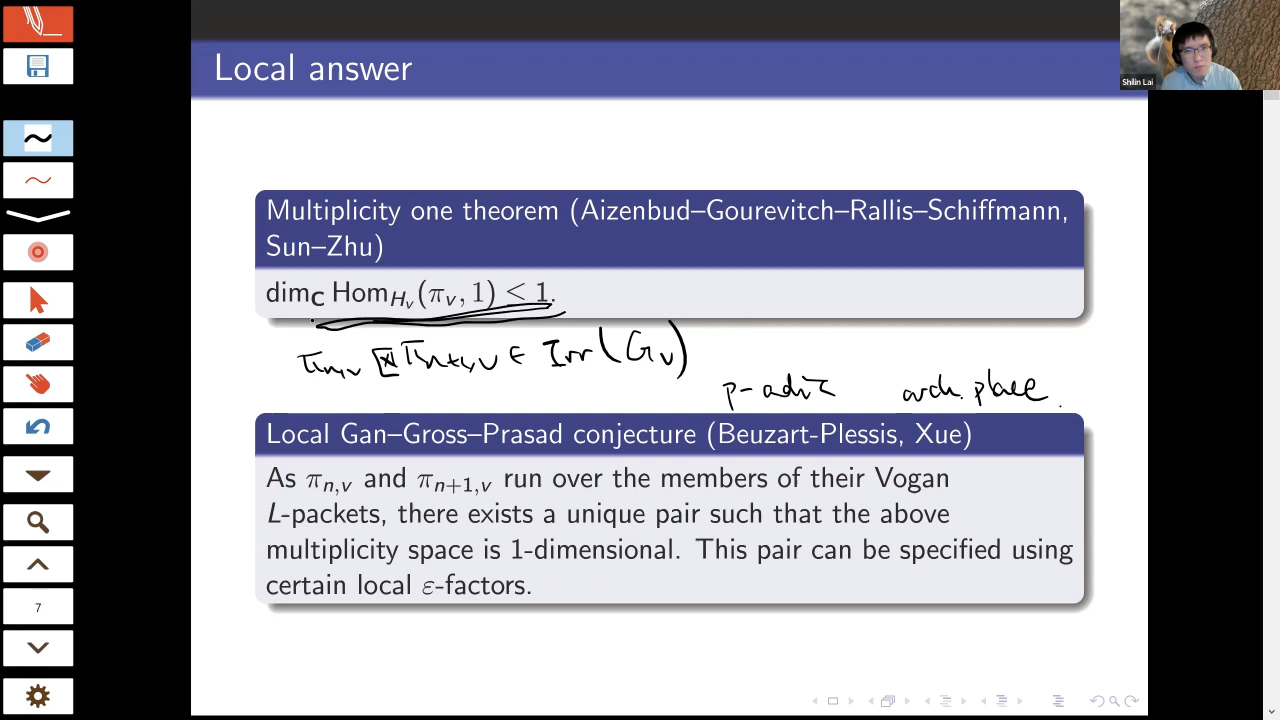 Local answer
Shilin Lai
Multiplicity one theorem (Aizenbud–Gourevitch–Rallis–Schiffmann,
Sun–Zhu)
dim_C Hom_{H_v}(π_v, 1) ≤ 1.
π_{n,v} ⊠ π_{n+1,v} ∈ Irr(G_v)
p-adic arch. place.
Local Gan–Gross–Prasad conjecture (Beuzart-Plessis, Xue)
As π_{n,v} and π_{n+1,v} run over the members of their Vogan
L-packets, there exists a unique pair such that the above
multiplicity space is 1-dimensional. This pair can be specified using
certain local ε-factors.
7